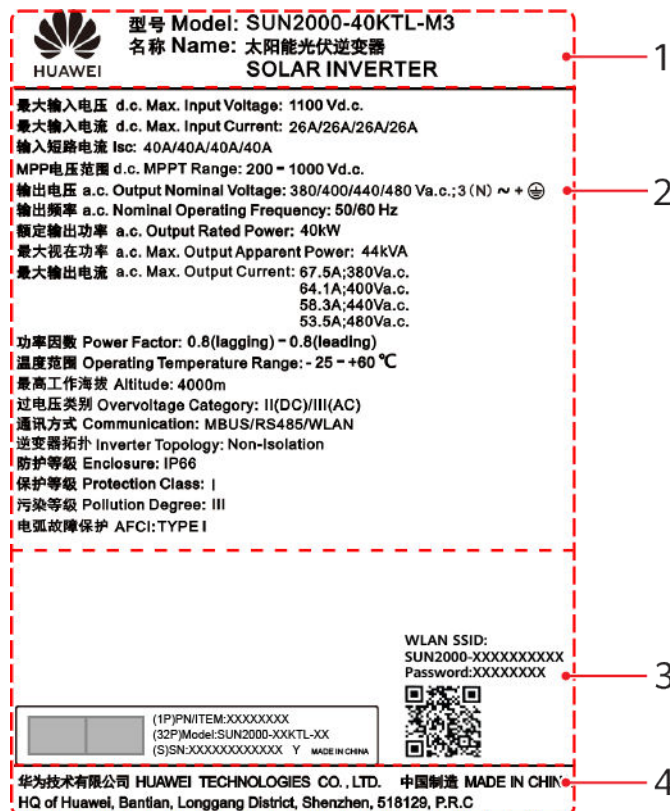 型号 Model: SUN2000-40KTL-M3
名称 Name: 太阳能光伏逆变器
HUAWEI
SOLAR INVERTER
1
最大输入电压 d.c. Max. Input Voltage: 1100 Vd.c.
最大输入电流 d.c. Max. Input Current: 26A/26A/26A/26A
输入短路电流 Isc: 40A/40A/40A/40A
MPP电压范围 d.c. MPPT Range: 200 - 1000 Vd.c.
输出电压 a.c. Output Nominal Voltage: 380/400/440/480 Va.c.;3(N) ~ + ⏚
2
输出频率 a.c. Nominal Operating Frequency: 50/60 Hz
额定输出功率 a.c. Output Rated Power: 40kW
最大视在功率 a.c. Max. Output Apparent Power: 44kVA
最大输出电流 a.c. Max. Output Current: 67.5A;380Va.c.
64.1A;400Va.c.
58.3A;440Va.c.
53.5A;480Va.c.
功率因数 Power Factor: 0.8(lagging) - 0.8(leading)
温度范围 Operating Temperature Range: - 25 - +60 ℃
最高工作海拔 Altitude: 4000m
过电压类别 Overvoltage Category: II(DC)/III(AC)
通讯方式 Communication: MBUS/RS485/WLAN
逆变器拓扑 Inverter Topology: Non-Isolation
防护等级 Enclosure: IP66
保护等级 Protection Class: I
污染等级 Pollution Degree: III
电弧故障保护 AFCI:TYPE I
WLAN SSID:
SUN2000-XXXXXXXXXX
Password:XXXXXXXX
3
(1P)PN/ITEM:XXXXXXXX
(32P)Model:SUN2000-XXKTL-XX
(S)SN:XXXXXXXXXXXX Y MADE IN CHINA
华为技术有限公司 HUAWEI TECHNOLOGIES CO.,LTD. 中国制造 MADE IN CHIN
4
HQ of Huawei, Bantian, Longgang District, Shenzhen, 518129, P.R.C